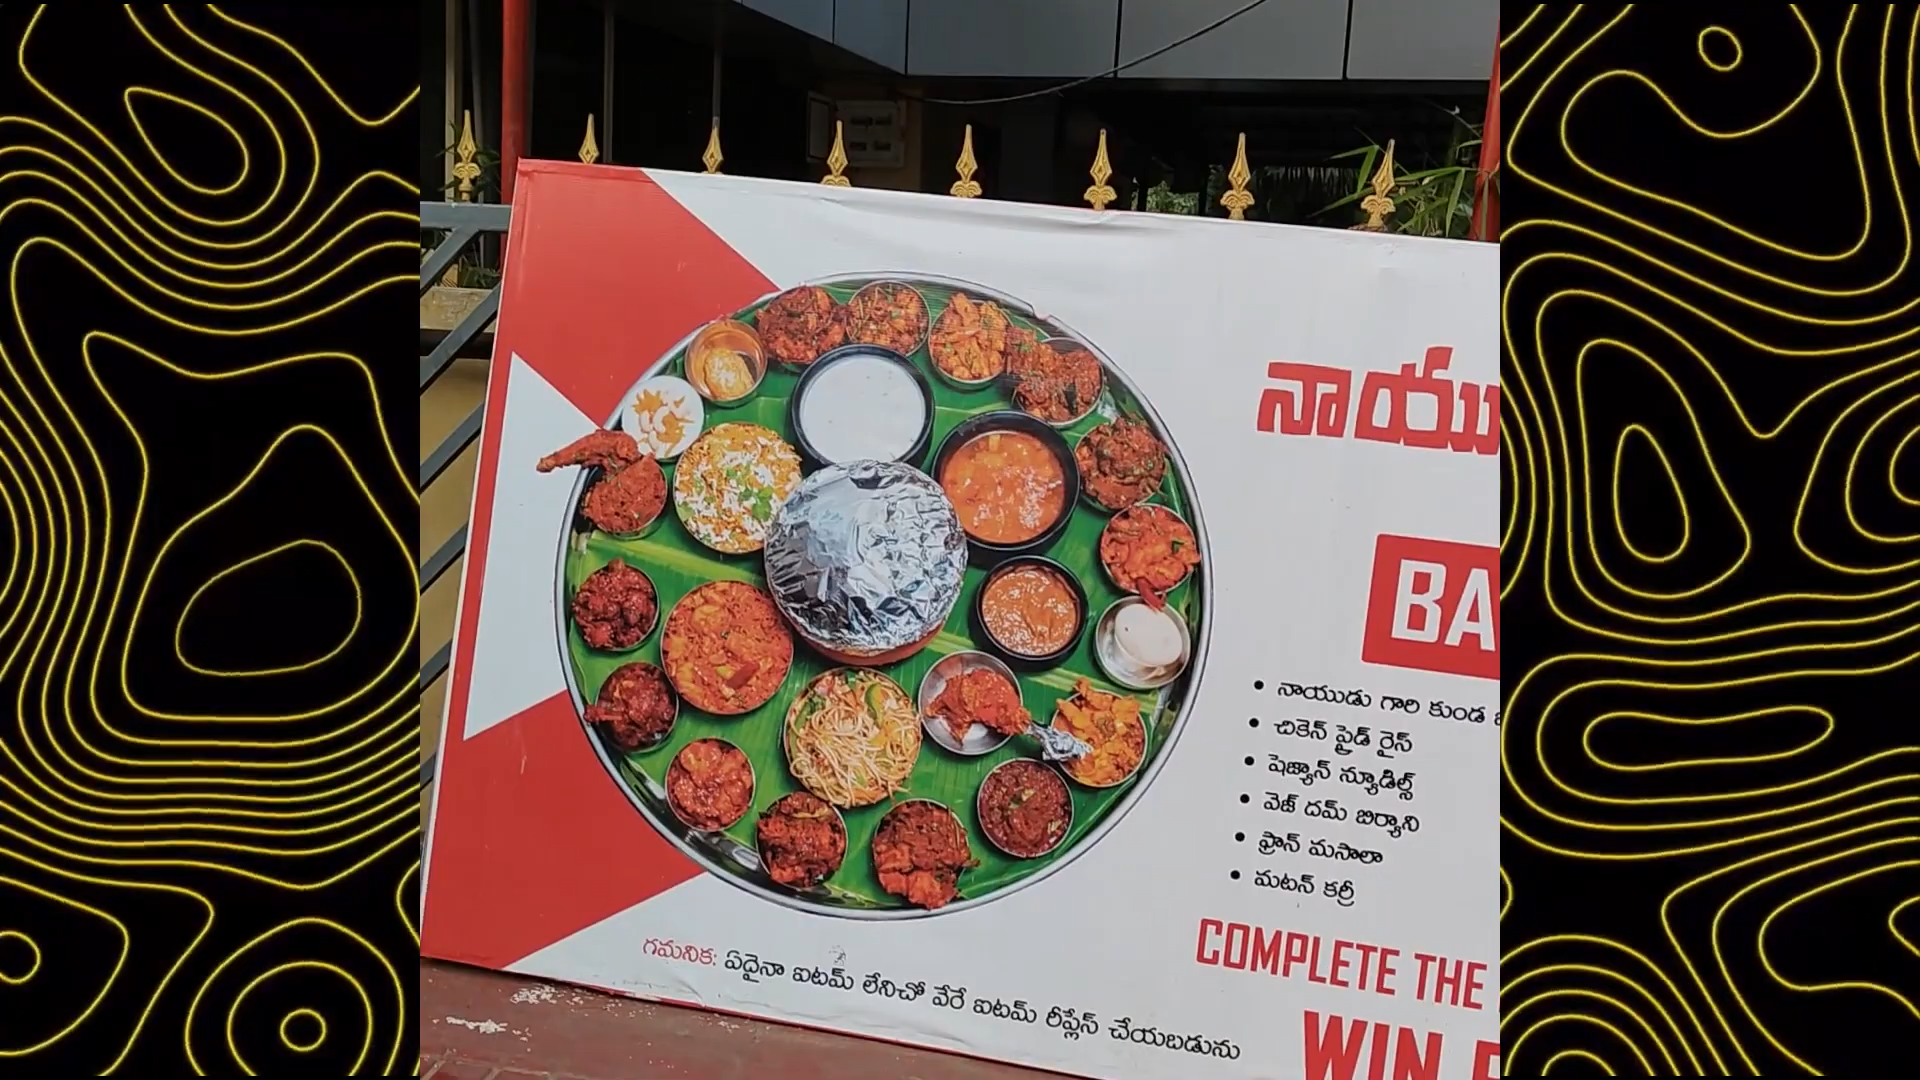 నాయు
BA
• నాయుడు గారి కుండ
• చికెన్ ఫ్రైడ్ రైస్
• షెజ్వాన్ న్యూడిల్స్
• వెజ్ దమ్ బిర్యాని
• ఫ్రాన్ మసాలా
• మటన్ కర్రీ
COMPLETE THE
WIN
గమనిక: ఏదైనా ఐటమ్ లేనిచో వేరే ఐటమ్ రీప్లేస్ చేయబడును